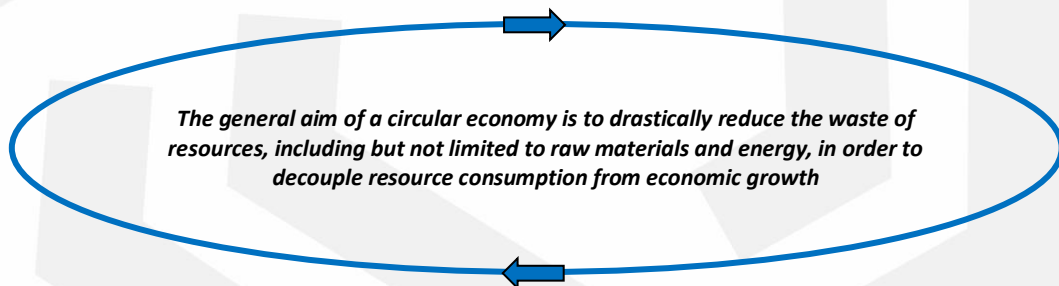 The general aim of a circular economy is to drastically reduce the waste of
resources, including but not limited to raw materials and energy, in order to
decouple resource consumption from economic growth